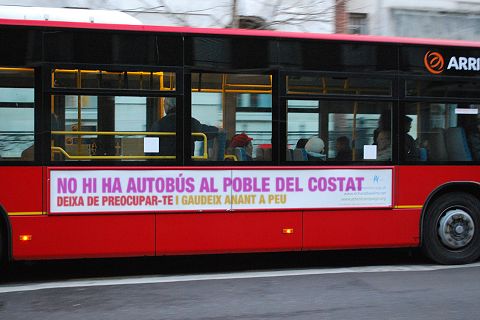 ARRI
NO HI HA AUTOBÚS AL POBLE DEL COSTAT
DEIXA DE PREOCUPAR-TE I GAUDEIX ANANT A PEU